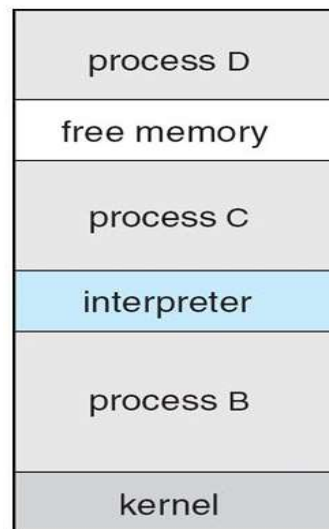 process D
free memory
process C
interpreter
process B
kernel